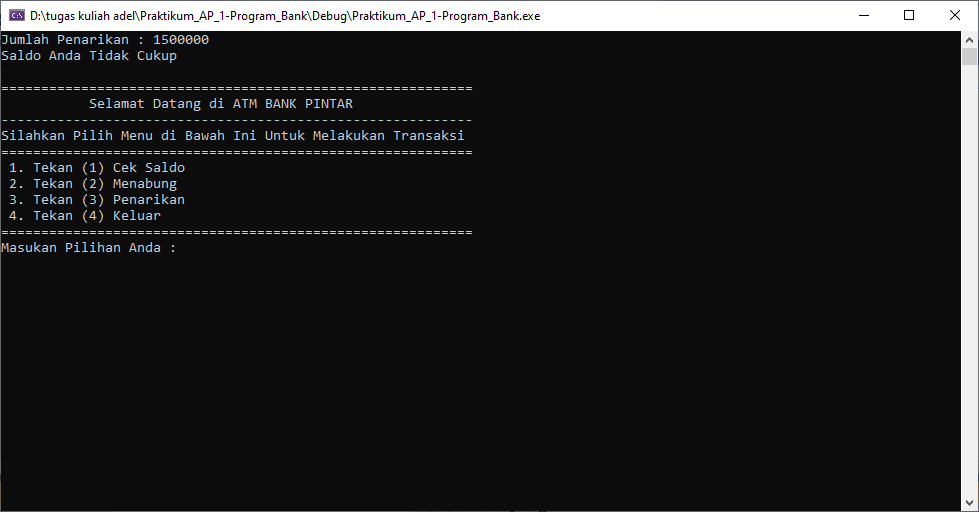 D:\tugas kuliah adel\Praktikum_AP_1-Program_Bank\Debug\Praktikum_AP_1-Program_Bank.exe
Jumlah Penarikan : 1500000
Saldo Anda Tidak Cukup
===========================================================
Selamat Datang di ATM BANK PINTAR
-----------------------------------------------------------
Silahkan Pilih Menu di Bawah Ini Untuk Melakukan Transaksi
===========================================================
1. Tekan (1) Cek Saldo
2. Tekan (2) Menabung
3. Tekan (3) Penarikan
4. Tekan (4) Keluar
===========================================================
Masukan Pilihan Anda :